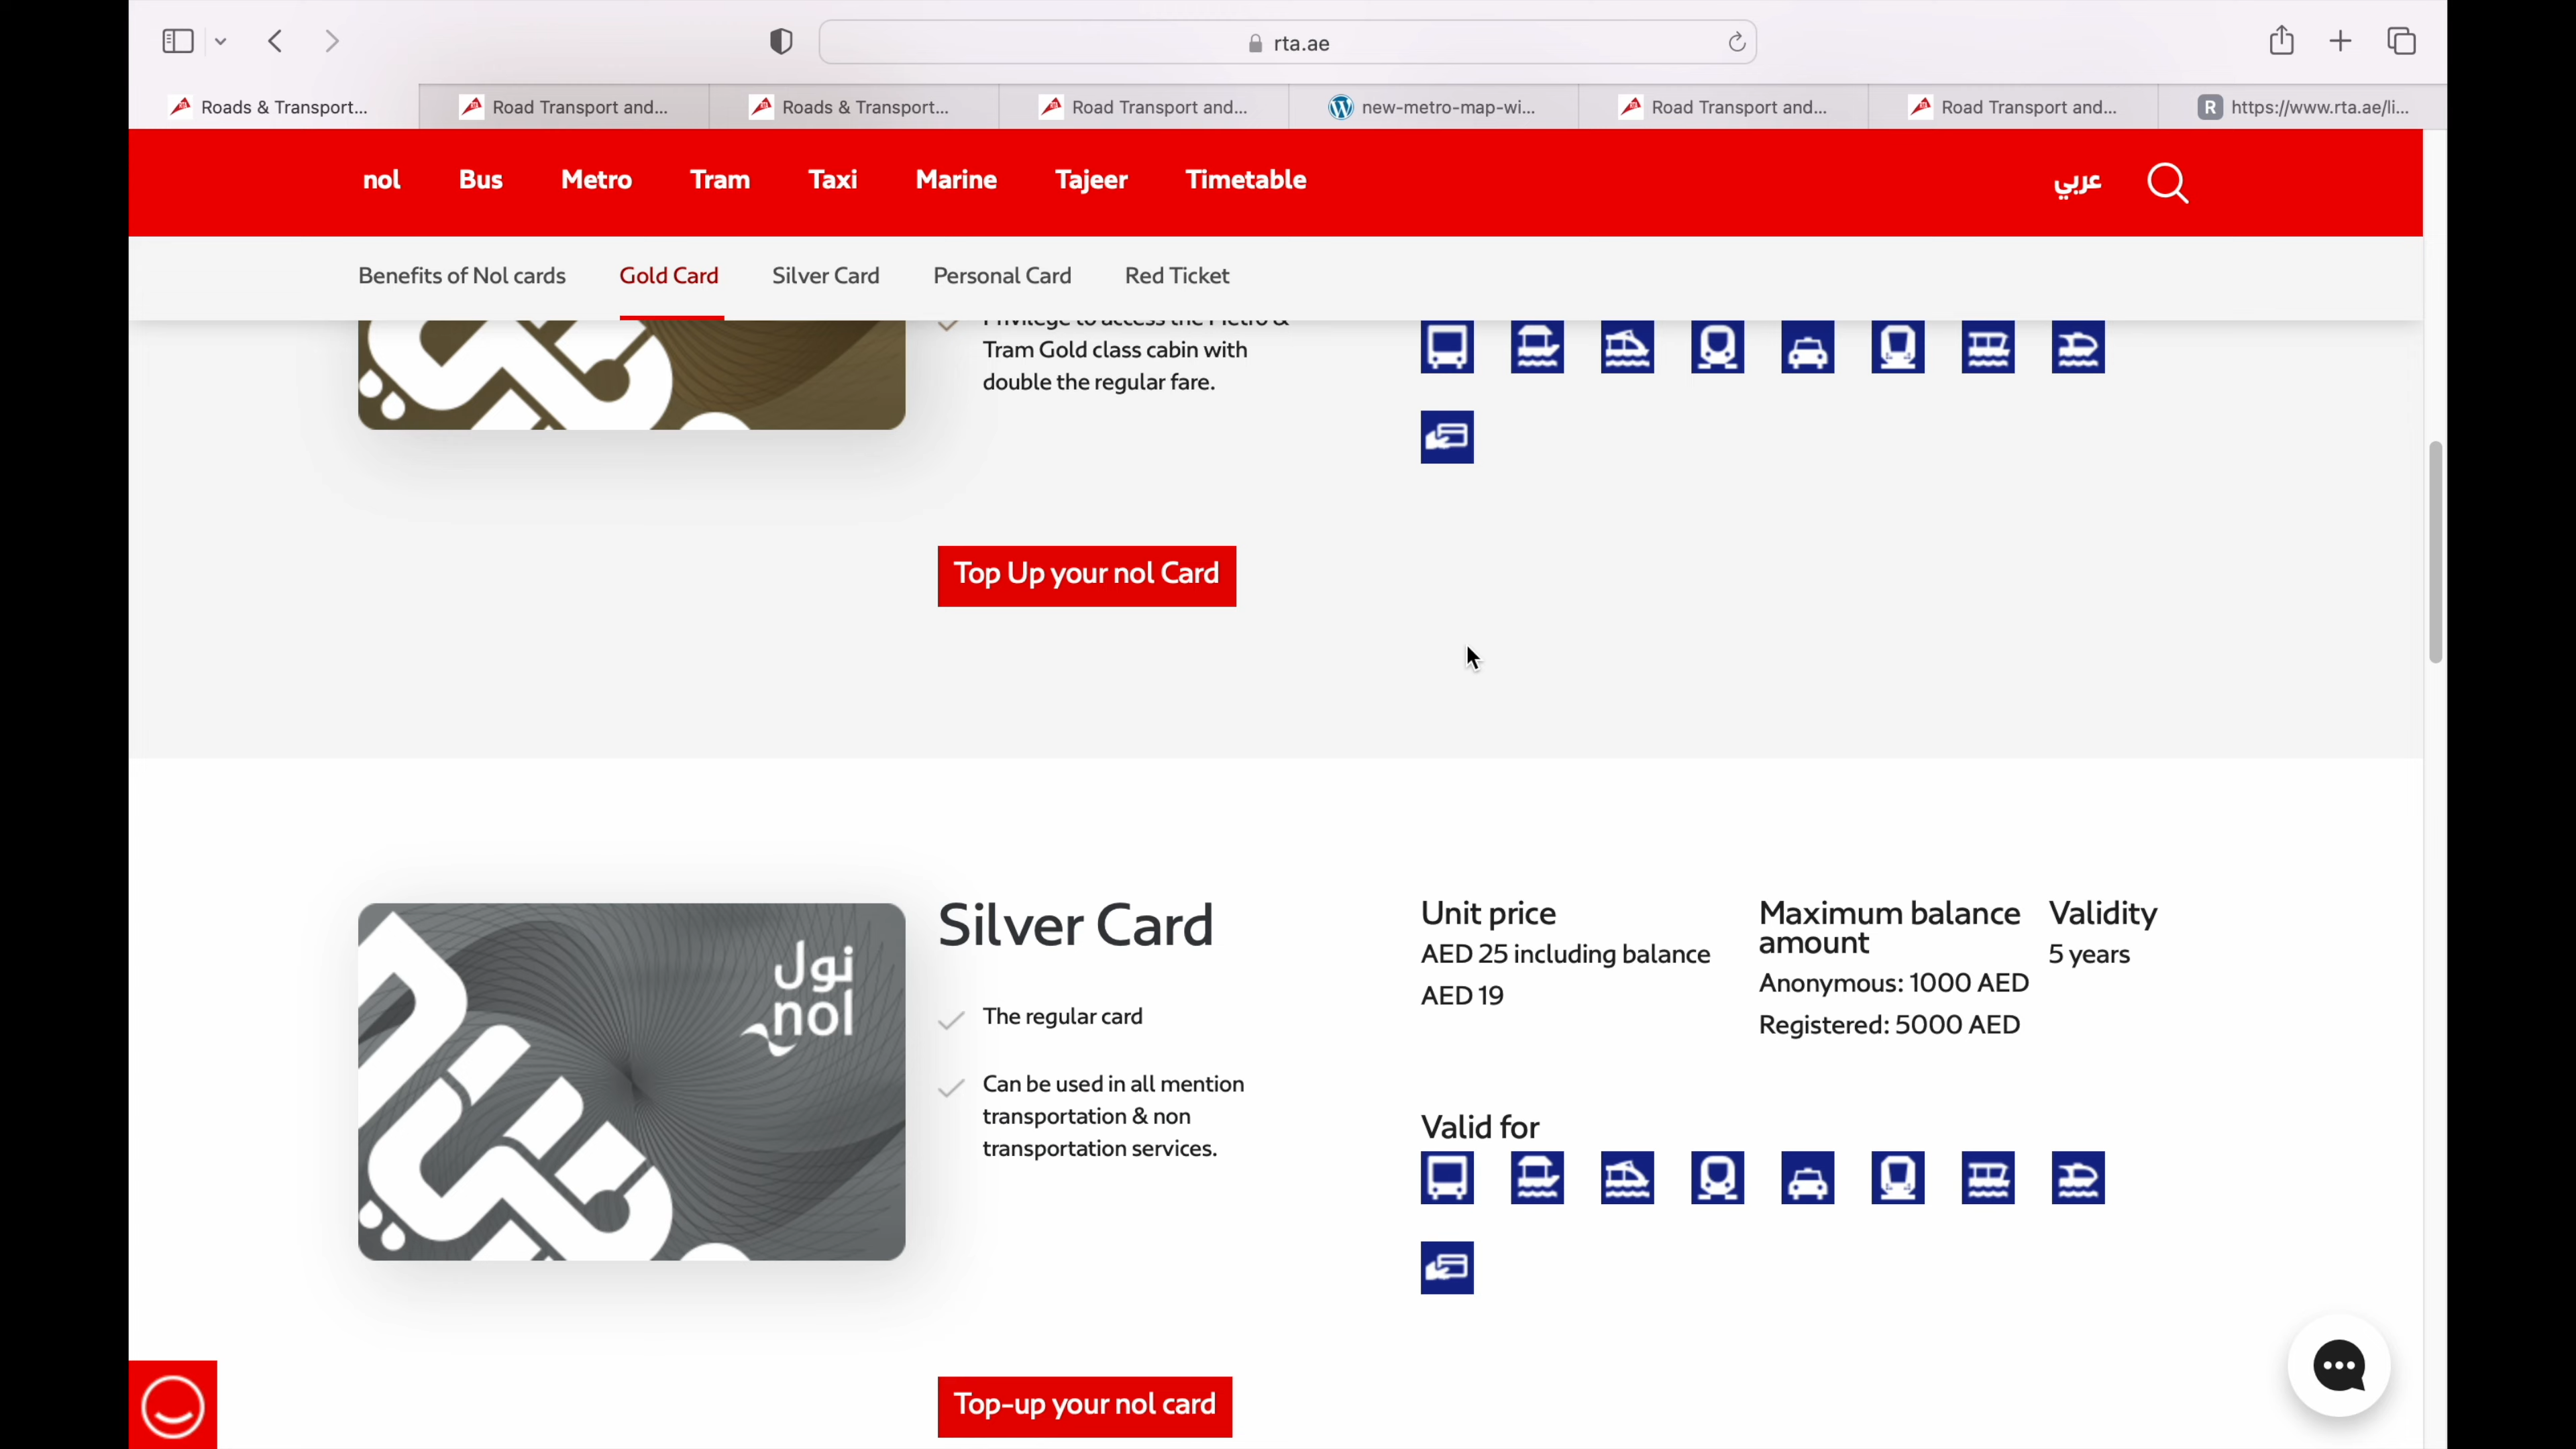 rta.ae
Roads & Transport...
Road Transport and...
Roads & Transport...
Road Transport and...
new-metro-map-wi...
Road Transport and...
Road Transport and...
R
https://www.rta.ae/li...
nol
Bus
Metro
Tram
Taxi
Marine
Tajeer
Timetable
عربي
Benefits of Nol cards
Gold Card
Silver Card
Personal Card
Red Ticket
Privilege to access the Metro &
Tram Gold class cabin with
double the regular fare.
Top Up your nol Card
نول
nol
Silver Card
The regular card
Can be used in all mention
transportation & non
transportation services.
Unit price
AED 25 including balance
AED 19
Maximum balance
amount
Anonymous: 1000 AED
Registered: 5000 AED
Validity
5 years
Valid for
Top-up your nol card